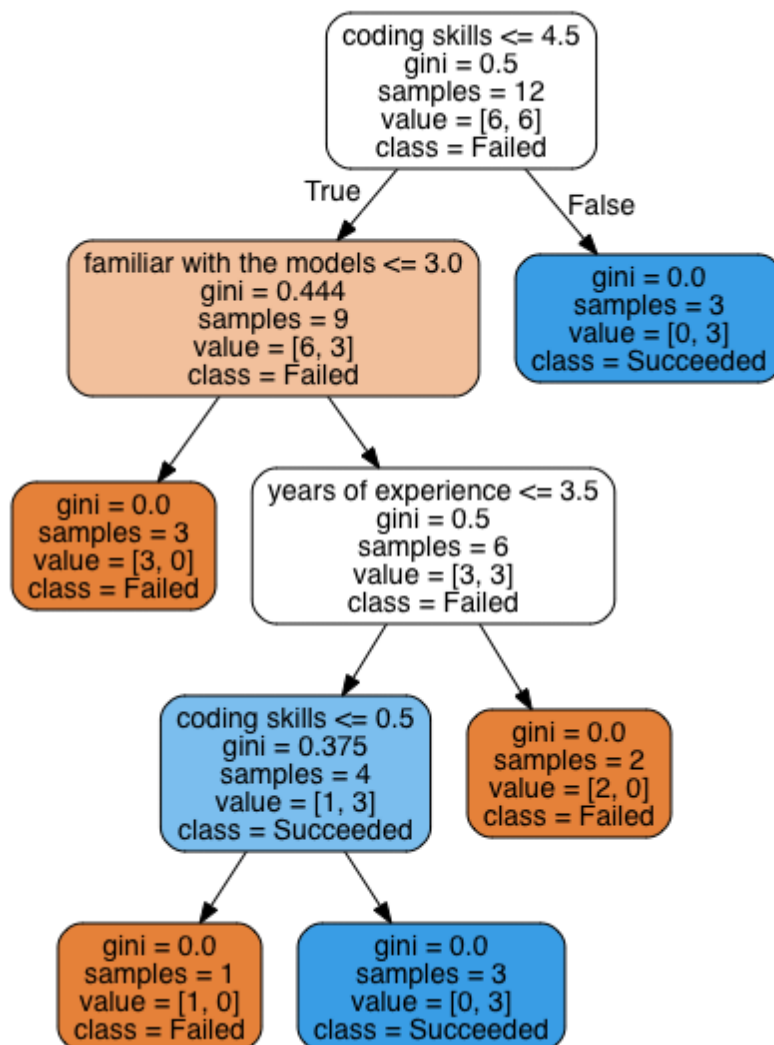 coding skills <= 4.5
gini = 0.5
samples = 12
value = [6, 6]
class = Failed
True
False
familiar with the models <= 3.0
gini = 0.444
samples = 9
value = [6, 3]
class = Failed
gini = 0.0
samples = 3
value = [0, 3]
class = Succeeded
gini = 0.0
samples = 3
value = [3, 0]
class = Failed
years of experience <= 3.5
gini = 0.5
samples = 6
value = [3, 3]
class = Failed
coding skills <= 0.5
gini = 0.375
samples = 4
value = [1, 3]
class = Succeeded
gini = 0.0
samples = 2
value = [2, 0]
class = Failed
gini = 0.0
samples = 1
value = [1, 0]
class = Failed
gini = 0.0
samples = 3
value = [0, 3]
class = Succeeded